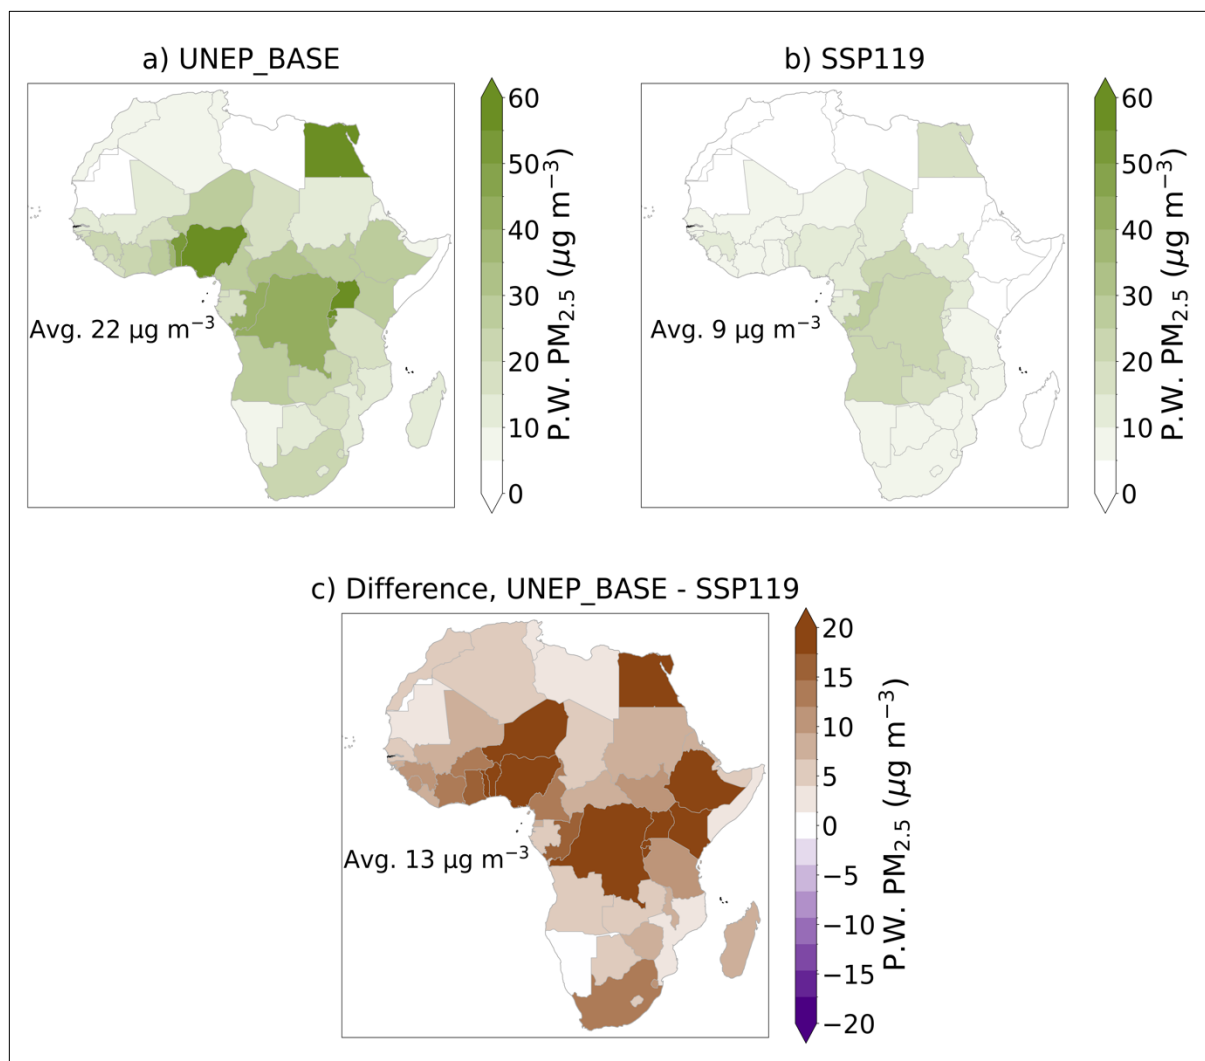 a) UNEP_BASE
60
50
40
30
20
10
0
P.W. PM₂.₅ (μg m⁻³)
Avg. 22 μg m⁻³
b) SSP119
60
50
40
30
20
10
0
P.W. PM₂.₅ (μg m⁻³)
Avg. 9 μg m⁻³
c) Difference, UNEP_BASE - SSP119
20
15
10
5
0
−5
−10
−15
−20
P.W. PM₂.₅ (μg m⁻³)
Avg. 13 μg m⁻³